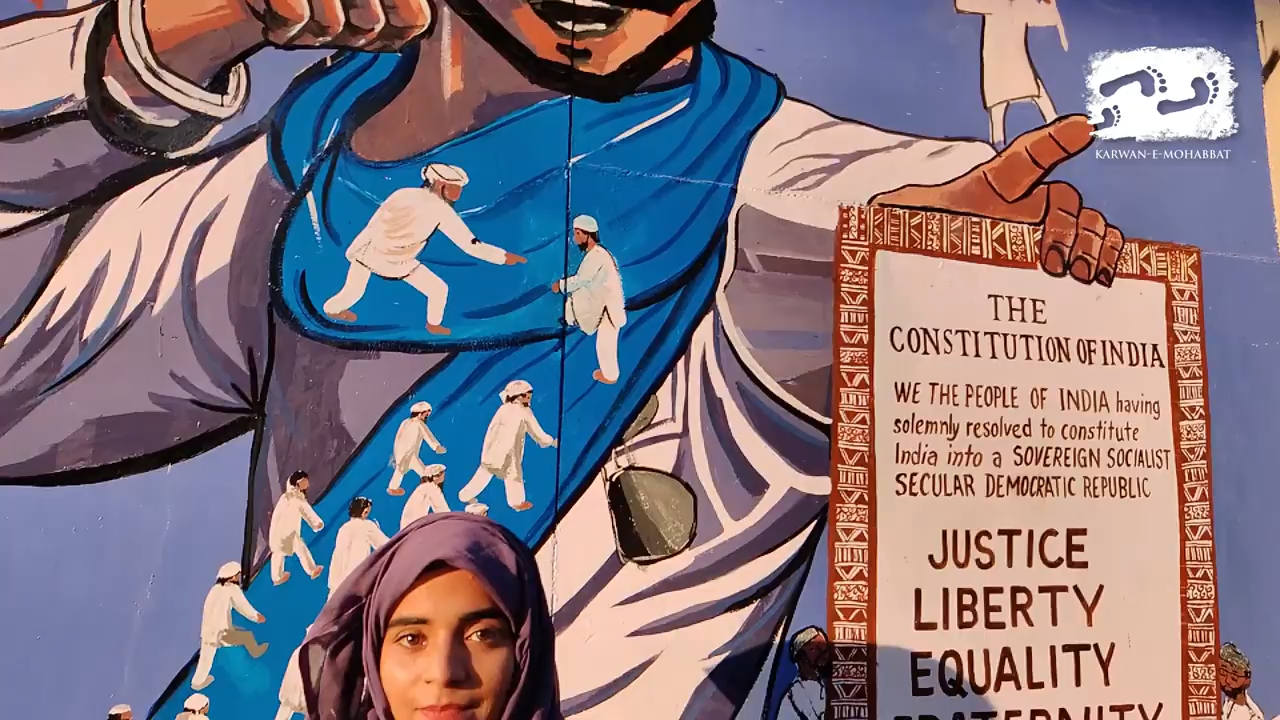 KARWAN-E-MOHABBAT
THE
CONSTITUTION OF INDIA
WE THE PEOPLE OF INDIA having
solemnly resolved to constitute
India into a SOVEREIGN SOCIALIST
SECULAR DEMOCRATIC REPUBLIC
JUSTICE
LIBERTY
EQUALITY
FRATERNITY